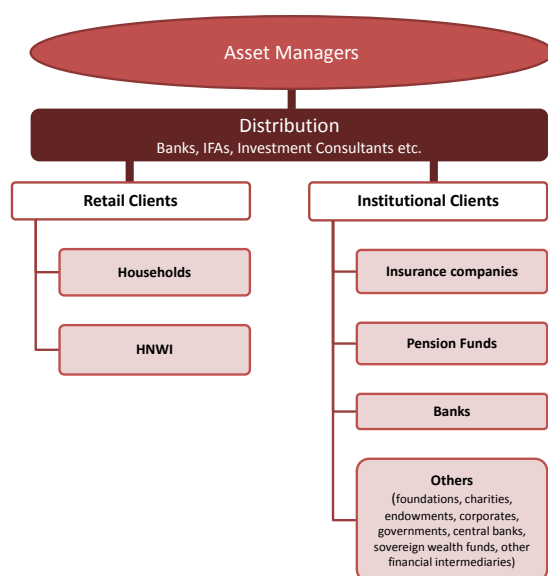 Asset Managers
Distribution
Banks, IFAs, Investment Consultants etc.
Retail Clients
Institutional Clients
Households
Insurance companies
HNWI
Pension Funds
Banks
Others
(foundations, charities,
endowments, corporates,
governments, central banks,
sovereign wealth funds, other
financial intermediaries)